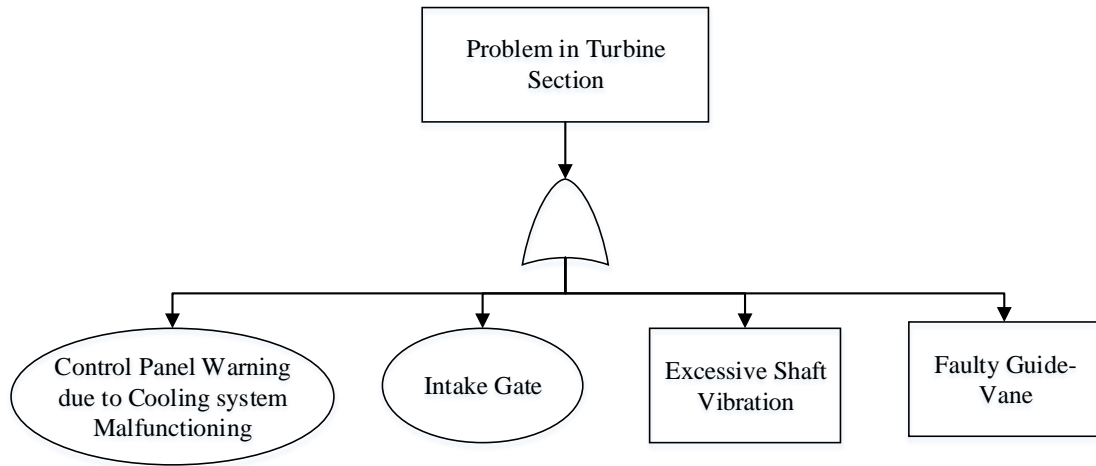 Problem in Turbine
Section
Control Panel Warning
due to Cooling system
Malfunctioning
Intake Gate
Excessive Shaft
Vibration
Faulty Guide-
Vane